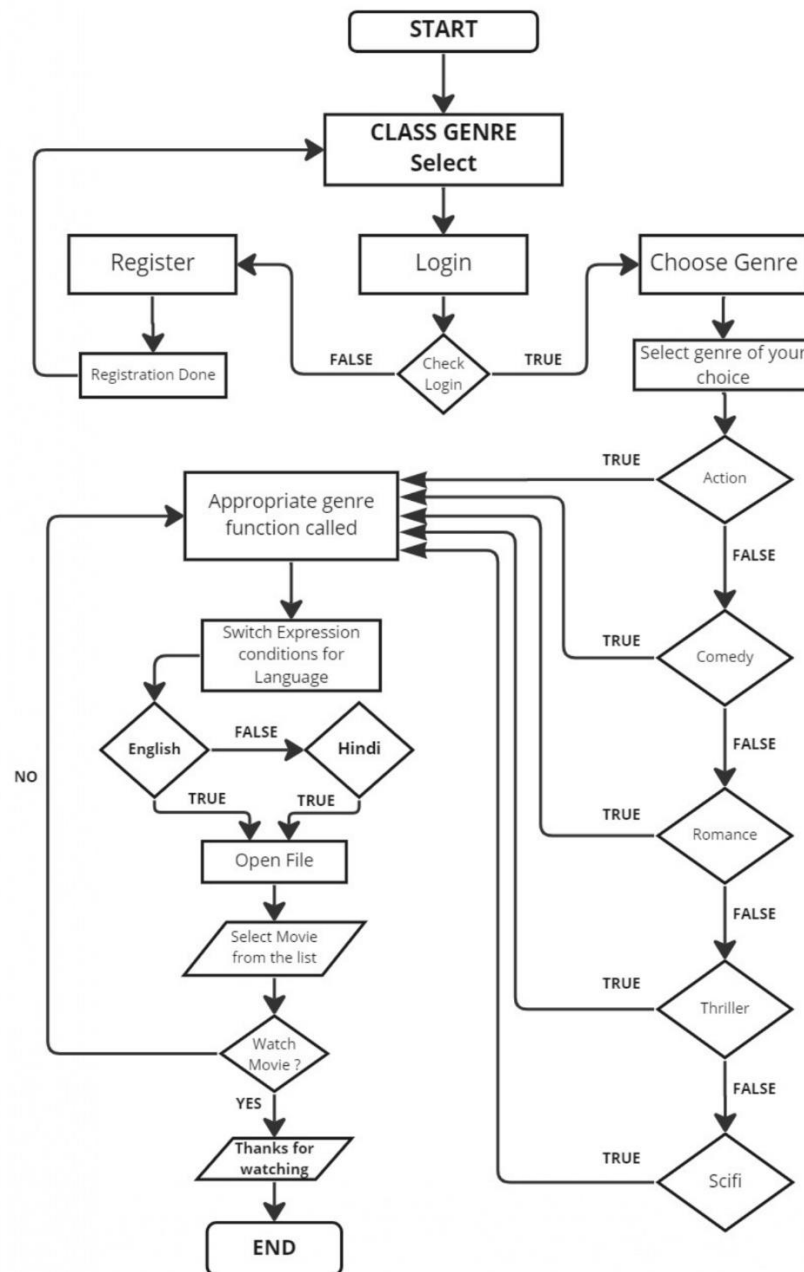 START
CLASS GENRE
Select
Register
Login
Choose Genre
FALSE
Check
Login
TRUE
Registration Done
Select genre of your
choice
TRUE
Action
Appropriate genre
function called
FALSE
Switch Expression
conditions for
Language
TRUE
Comedy
English
FALSE
Hindi
FALSE
NO
TRUE
TRUE
TRUE
Romance
Open File
FALSE
Select Movie
from the list
TRUE
Thriller
Watch
Movie ?
FALSE
YES
Thanks for
watching
TRUE
Scifi
END